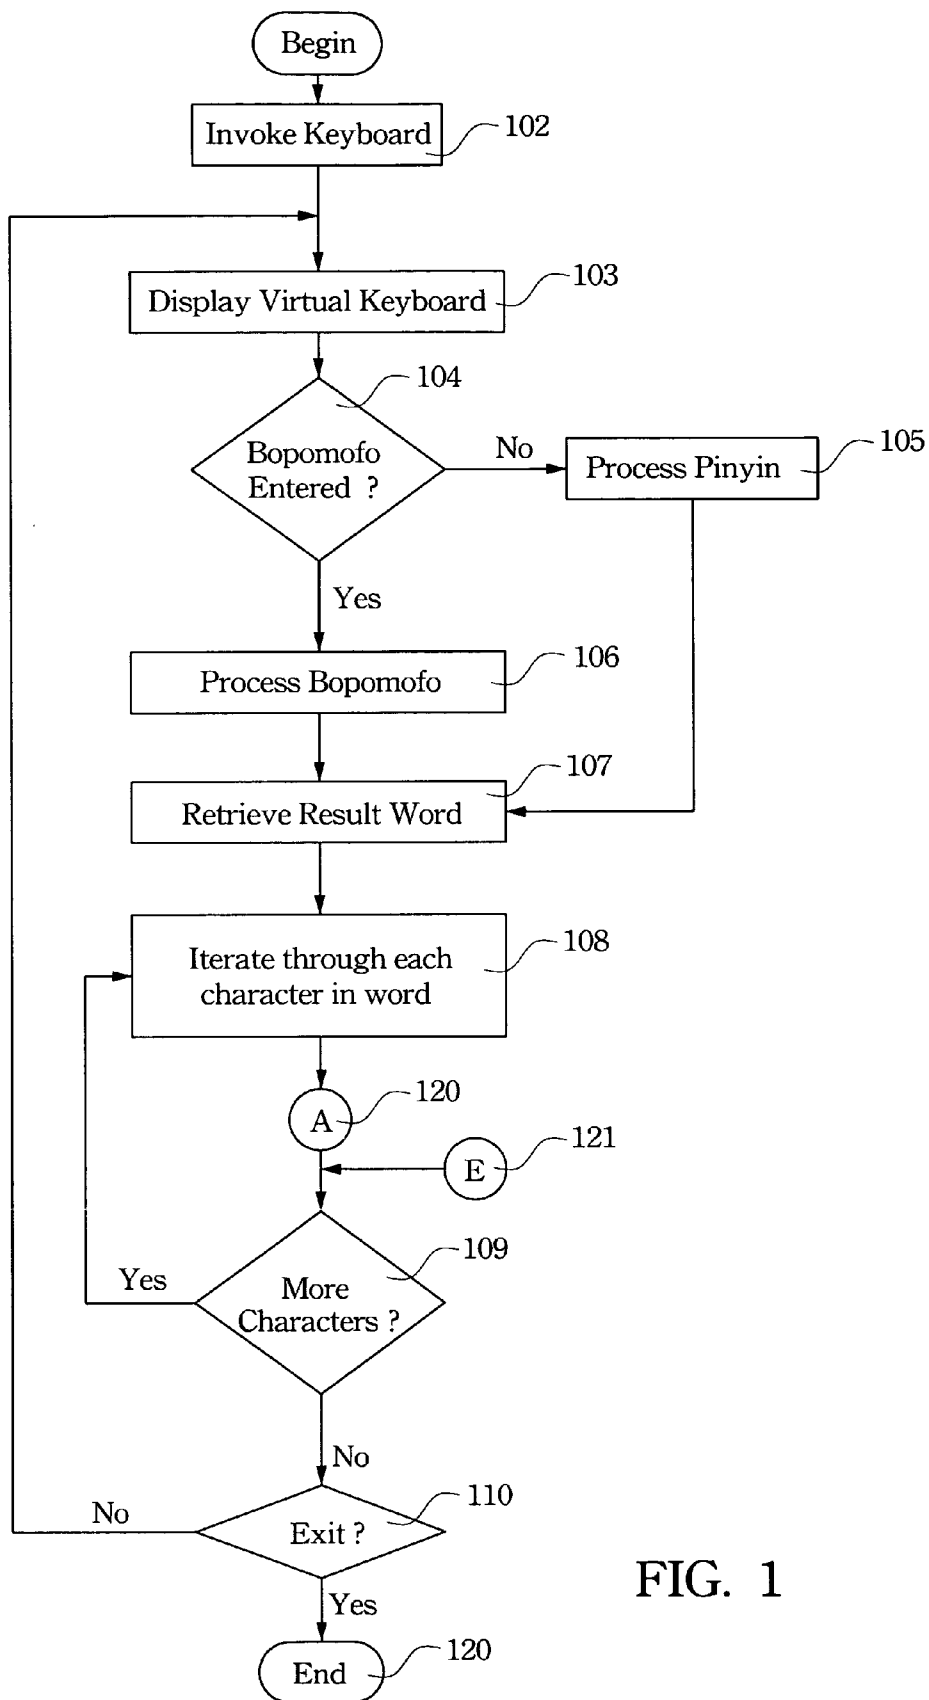 Begin
Invoke Keyboard
102
Display Virtual Keyboard
103
104
Bopomofo
Entered ?
No
Process Pinyin
105
Yes
Process Bopomofo
106
107
Retrieve Result Word
108
Iterate through each
character in word
A
120
E
121
109
More
Characters ?
Yes
No
110
Exit ?
No
Yes
End
120
FIG. 1